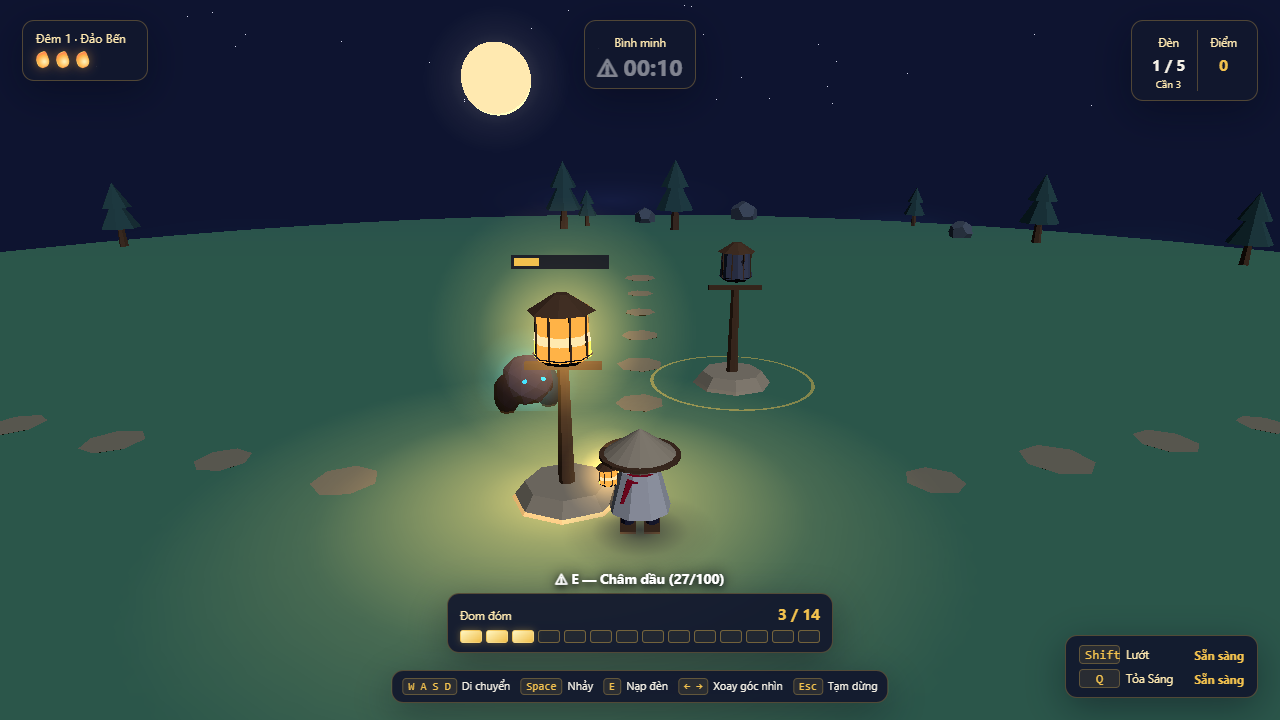 Đêm 1 · Đảo Bến
Bình minh
⚠ 00:10
Đèn
1 / 5
Cần 3
Điểm
0
⚠ E — Châm dầu (27/100)
Đom đóm
3 / 14
W A S D Di chuyển Space Nhảy E Nạp đèn ←→ Xoay góc nhìn Esc Tạm dừng
Shift Lướt Sẵn sàng
Q Tỏa Sáng Sẵn sàng